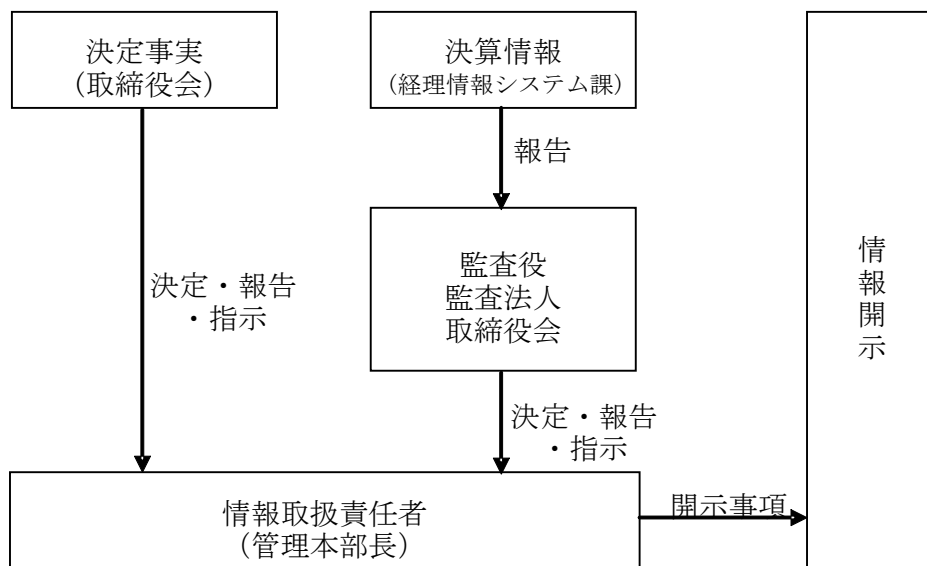 決定事実
（取締役会）
決算情報
（経理情報システム課）
報告
監査役
監査法人
取締役会
決定・報告
・指示
決定・報告
・指示
情報取扱責任者
（管理本部長）
開示事項
情報開示